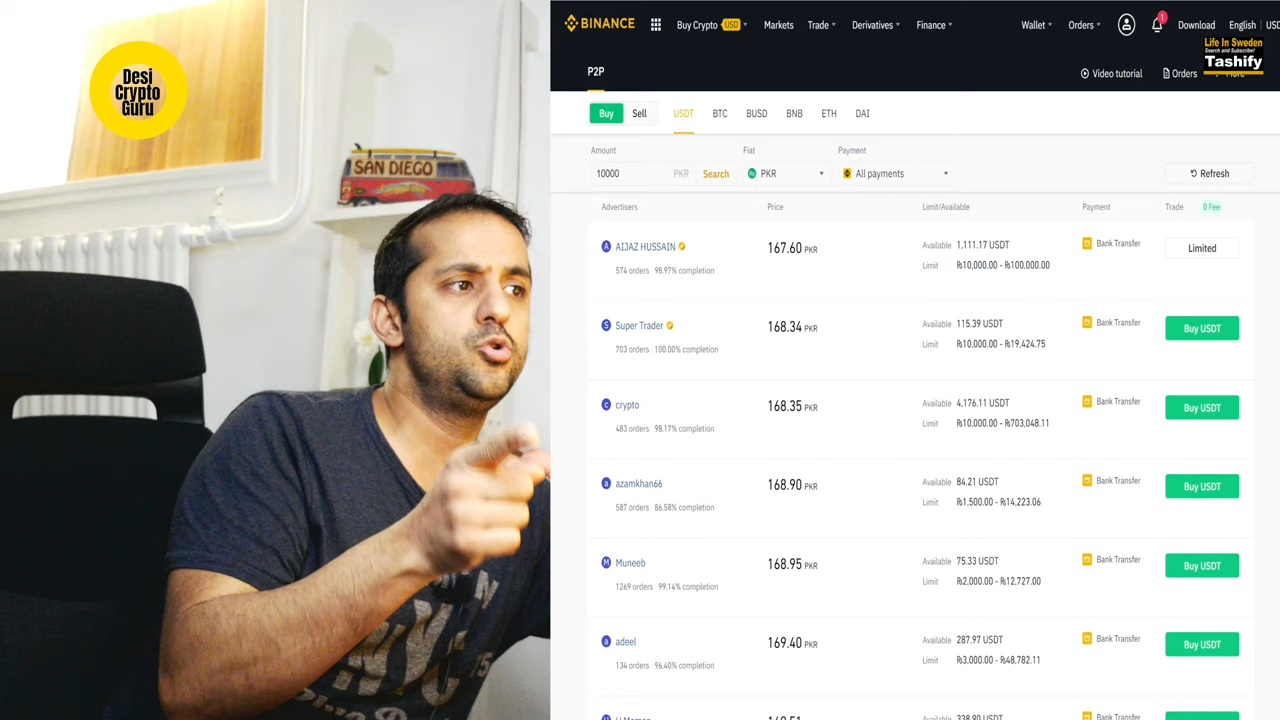 Desi
Crypto
Guru
SAN DIEGO
BINANCE
Buy Crypto USD
Markets
Trade
Derivatives
Finance
Wallet
Orders
1
Download
English
USD
Life In Sweden
Search and Subscribe!
Tashify
P2P
Video tutorial
Orders
More
Buy
Sell
USDT
BTC
BUSD
BNB
ETH
DAI
Amount
Fiat
Payment
10000 PKR Search
PKR
All payments
Refresh
Advertisers Price Limit/Available Payment Trade 0 Fee
A AIJAZ HUSSAIN 167.60 PKR Available 1,111.17 USDT Bank Transfer Limited
574 orders 98.97% completion Limit ₨10,000.00 - ₨100,000.00
S Super Trader 168.34 PKR Available 115.39 USDT Bank Transfer Buy USDT
703 orders 100.00% completion Limit ₨10,000.00 - ₨19,424.75
c crypto 168.35 PKR Available 4,176.11 USDT Bank Transfer Buy USDT
483 orders 98.17% completion Limit ₨10,000.00 - ₨703,048.11
a azamkhan66 168.90 PKR Available 84.21 USDT Bank Transfer Buy USDT
587 orders 86.58% completion Limit ₨1,500.00 - ₨14,223.06
M Muneeb 168.95 PKR Available 75.33 USDT Bank Transfer Buy USDT
1269 orders 99.14% completion Limit ₨2,000.00 - ₨12,727.00
a adeel 169.40 PKR Available 287.97 USDT Bank Transfer Buy USDT
134 orders 96.40% completion Limit ₨3,000.00 - ₨48,782.11
Available 338.90 USDT Bank Transfer